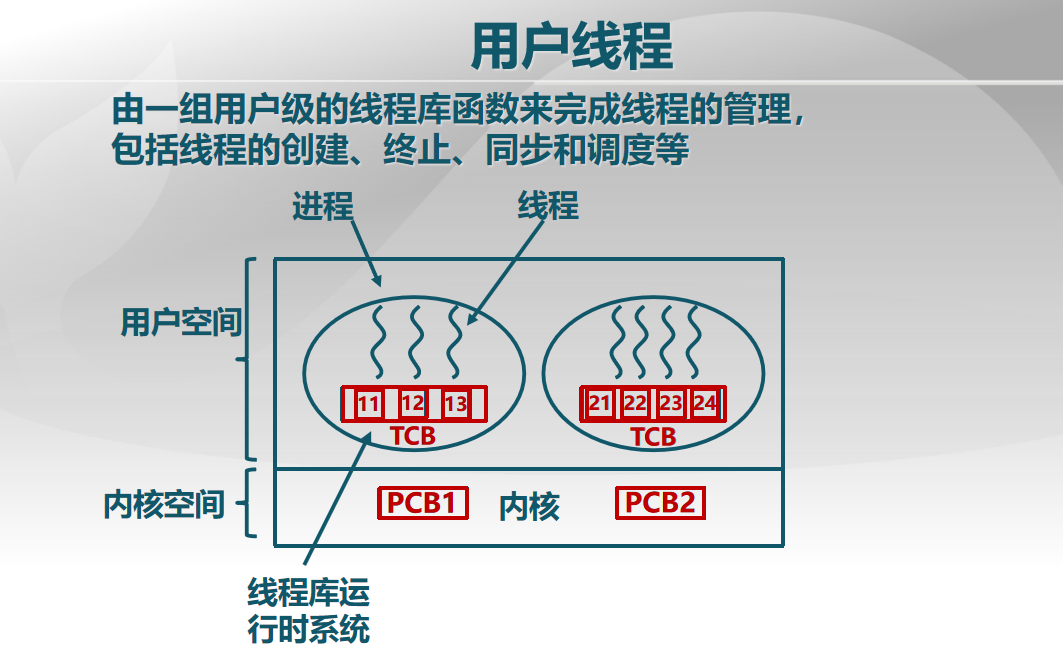 用户线程
由一组用户级的线程库函数来完成线程的管理，
包括线程的创建、终止、同步和调度等
进程
线程
用户空间
11 12 13
21 22 23 24
TCB
TCB
内核空间
PCB1
内核
PCB2
线程库运
行时系统